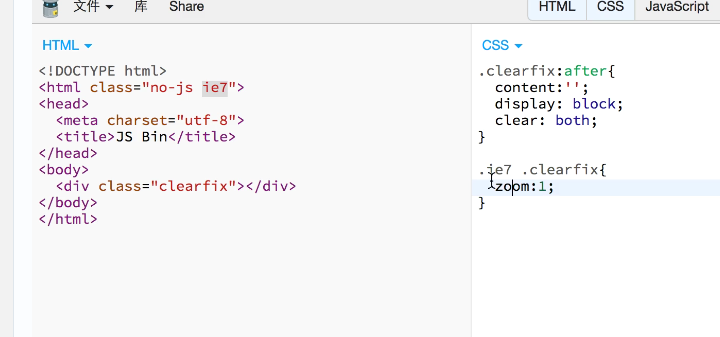 文件 库 Share HTML CSS JavaScript
HTML CSS
<!DOCTYPE html>
<html class="no-js ie7">
<head>
<meta charset="utf-8">
<title>JS Bin</title>
</head>
<body>
<div class="clearfix"></div>
</body>
</html>
.clearfix:after{
content:'';
display: block;
clear: both;
}
.ie7 .clearfix{
zoom:1;
}